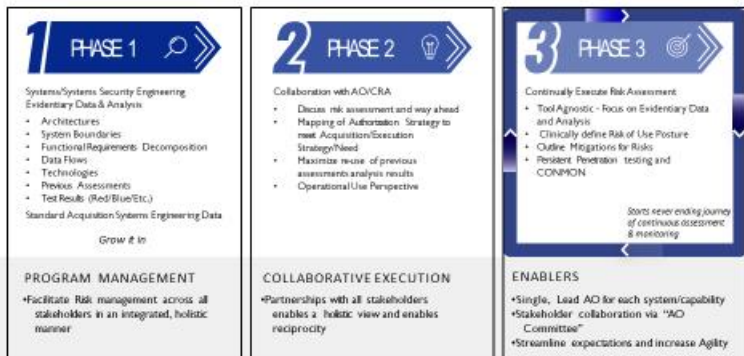 1 PHASE 1
Systems/Systems Security Engineering
Evidentiary Data & Analysis
• Architectures
• System Boundaries
• Functional Requirements Decomposition
• Data Flows
• Technologies
• Previous Assessments
• Test Results (Red/Blue/Etc.)
Standard Acquisition Systems Engineering Data
Grow it in
PROGRAM MANAGEMENT
•Facilitate Risk management across all
stakeholders in an integrated, holistic
manner
2 PHASE 2
Collaboration with AO/CRA
• Discuss risk assessment and way ahead
• Mapping of Authorization Strategy to
meet Acquisition/Execution
Strategy/Need
• Maximize re-use of previous
assessments analysis results
• Operational Use Perspective
COLLABORATIVE EXECUTION
•Partnerships with all stakeholders
enables a holistic view and enables
reciprocity
3 PHASE 3
Continually Execute Risk Assessment
• Tool Agnostic - Focus on Evidentiary Data
and Analysis
• Clinically define Risk of Use Posture
• Outline Mitigations for Risks
• Persistent Penetration testing and
CONMON
Starts never ending journey
of continuous assessment
& monitoring
ENABLERS
•Single, Lead AO for each system/capability
•Stakeholder collaboration via "AO
Committee"
•Streamline expectations and increase Agility